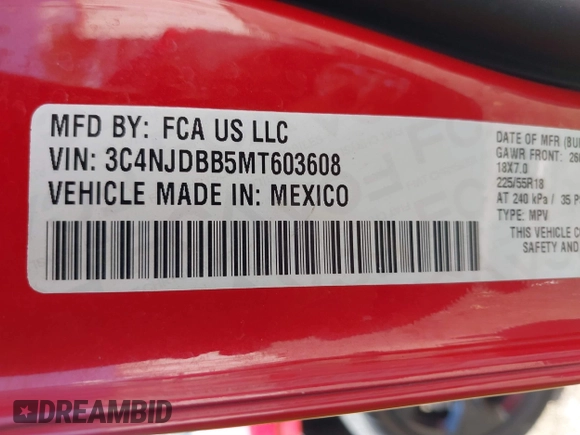 MFD BY: FCA US LLC
VIN: 3C4NJDBB5MT603608
VEHICLE MADE IN: MEXICO
DATE OF MFR
GAWR FRONT:
18X7.0
225/55R18
AT 240 kPa / 35
TYPE: MPV
THIS VEHICLE
SAFETY AND
DREAMBID